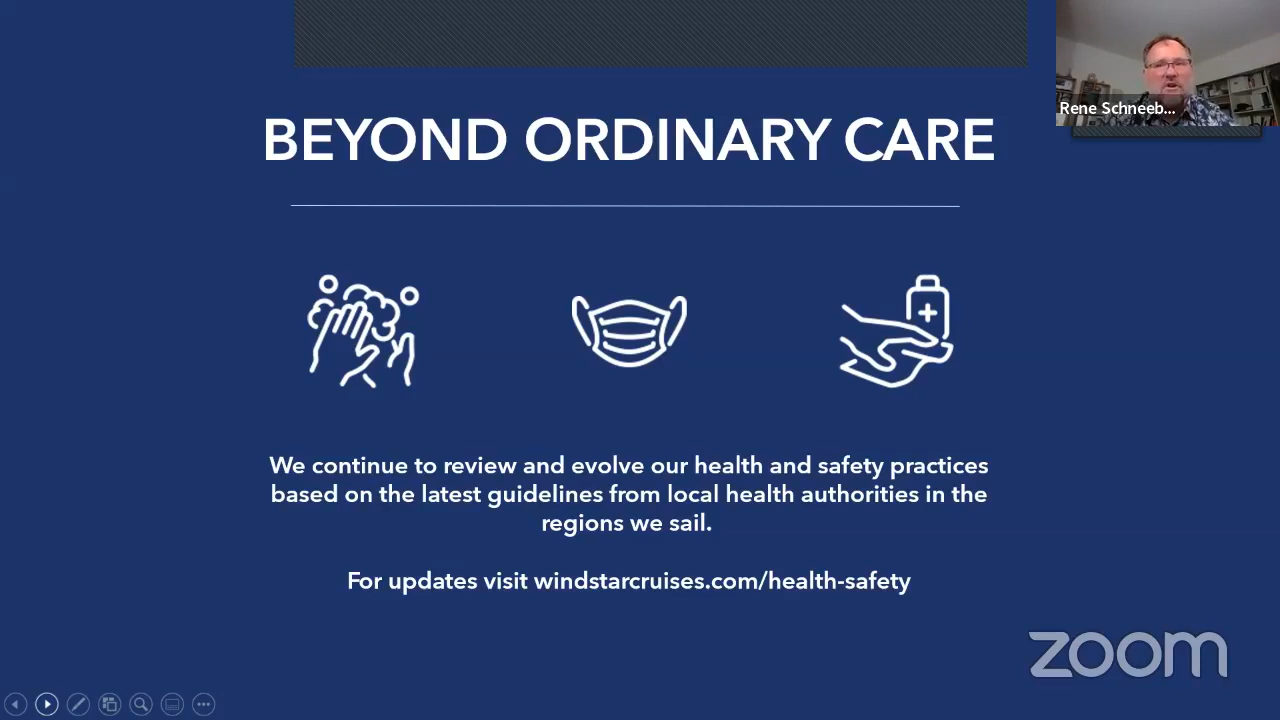 Rene Schneeb...
BEYOND ORDINARY CARE
We continue to review and evolve our health and safety practices
based on the latest guidelines from local health authorities in the
regions we sail.
For updates visit windstarcruises.com/health-safety
zoom